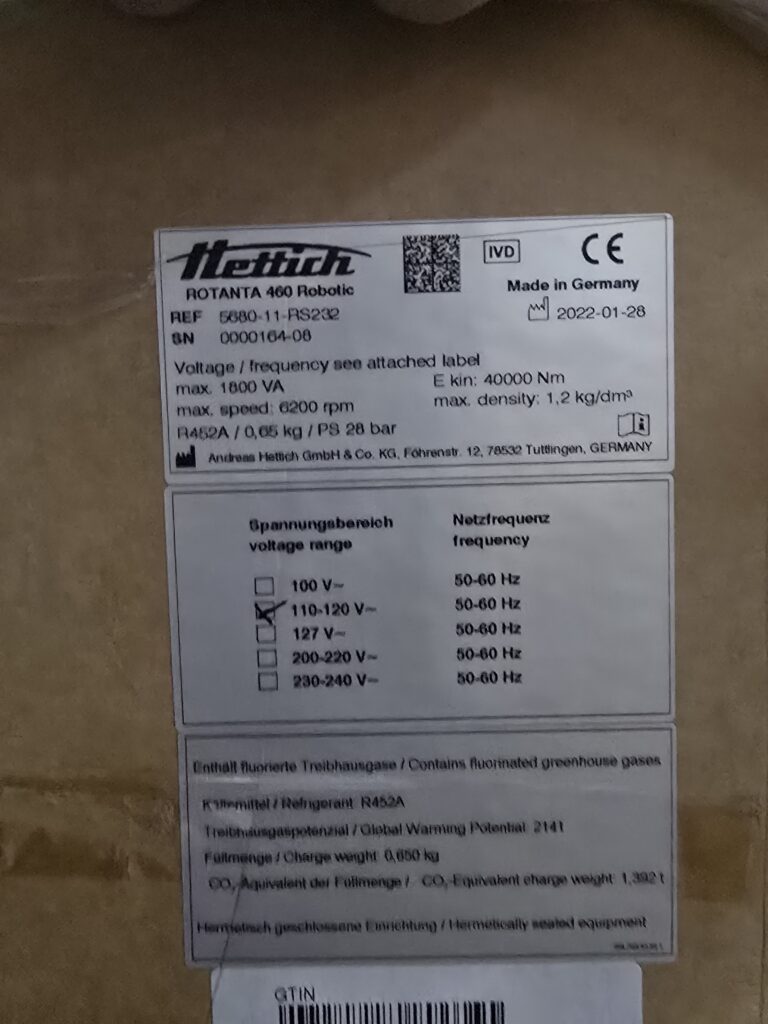 Hettich
IVD
CE
ROTANTA 460 Robotic
Made in Germany
REF 5680-11-RS232
2022-01-28
SN 0000164-08
Voltage / frequency see attached label
max. 1800 VA
E kin: 40000 Nm
max. speed: 6200 rpm
max. density: 1,2 kg/dm³
R452A / 0,65 kg / PS 28 bar
Andreas Hettich GmbH & Co. KG, Föhrenstr. 12, 78532 Tuttlingen, GERMANY
Spannungsbereich Netzfrequenz
voltage range frequency
100 V~ 50-60 Hz
110-120 V~ 50-60 Hz
127 V~ 50-60 Hz
200-220 V~ 50-60 Hz
230-240 V~ 50-60 Hz
Enthält fluorierte Treibhausgase / Contains fluorinated greenhouse gases
Kältemittel / Refrigerant R452A
Treibhausgaspotenzial / Global Warming Potential 2141
Füllmenge / Charge weight 0,650 kg
CO₂-Äquivalent der Füllmenge / CO₂-Equivalent charge weight 1,392 t
Hermetisch geschlossene Einrichtung / Hermetically sealed equipment
GTIN